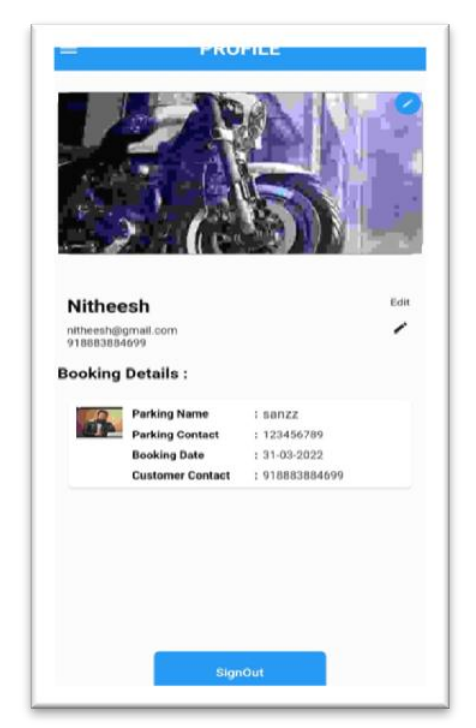 PROFILE
Nitheesh
Edit
nitheesh@gmail.com
918883884699
Booking Details :
Parking Name : sanzz
Parking Contact : 123456789
Booking Date : 31-03-2022
Customer Contact : 918883884699
SignOut